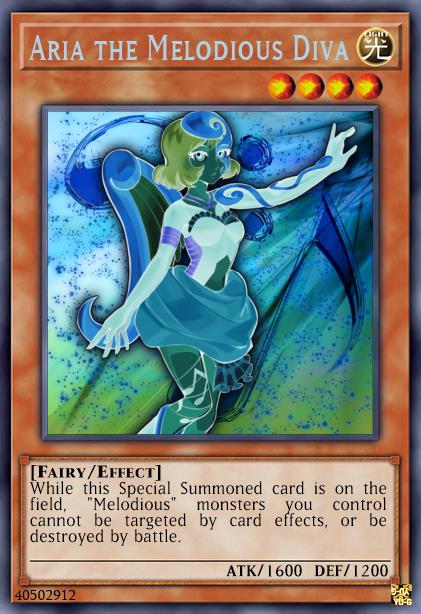 Aria the Melodious Diva
LIGHT
光
[Fairy/Effect]
While this Special Summoned card is on the
field, "Melodious" monsters you control
cannot be targeted by card effects, or be
destroyed by battle.
ATK/1600 DEF/1200
40502912